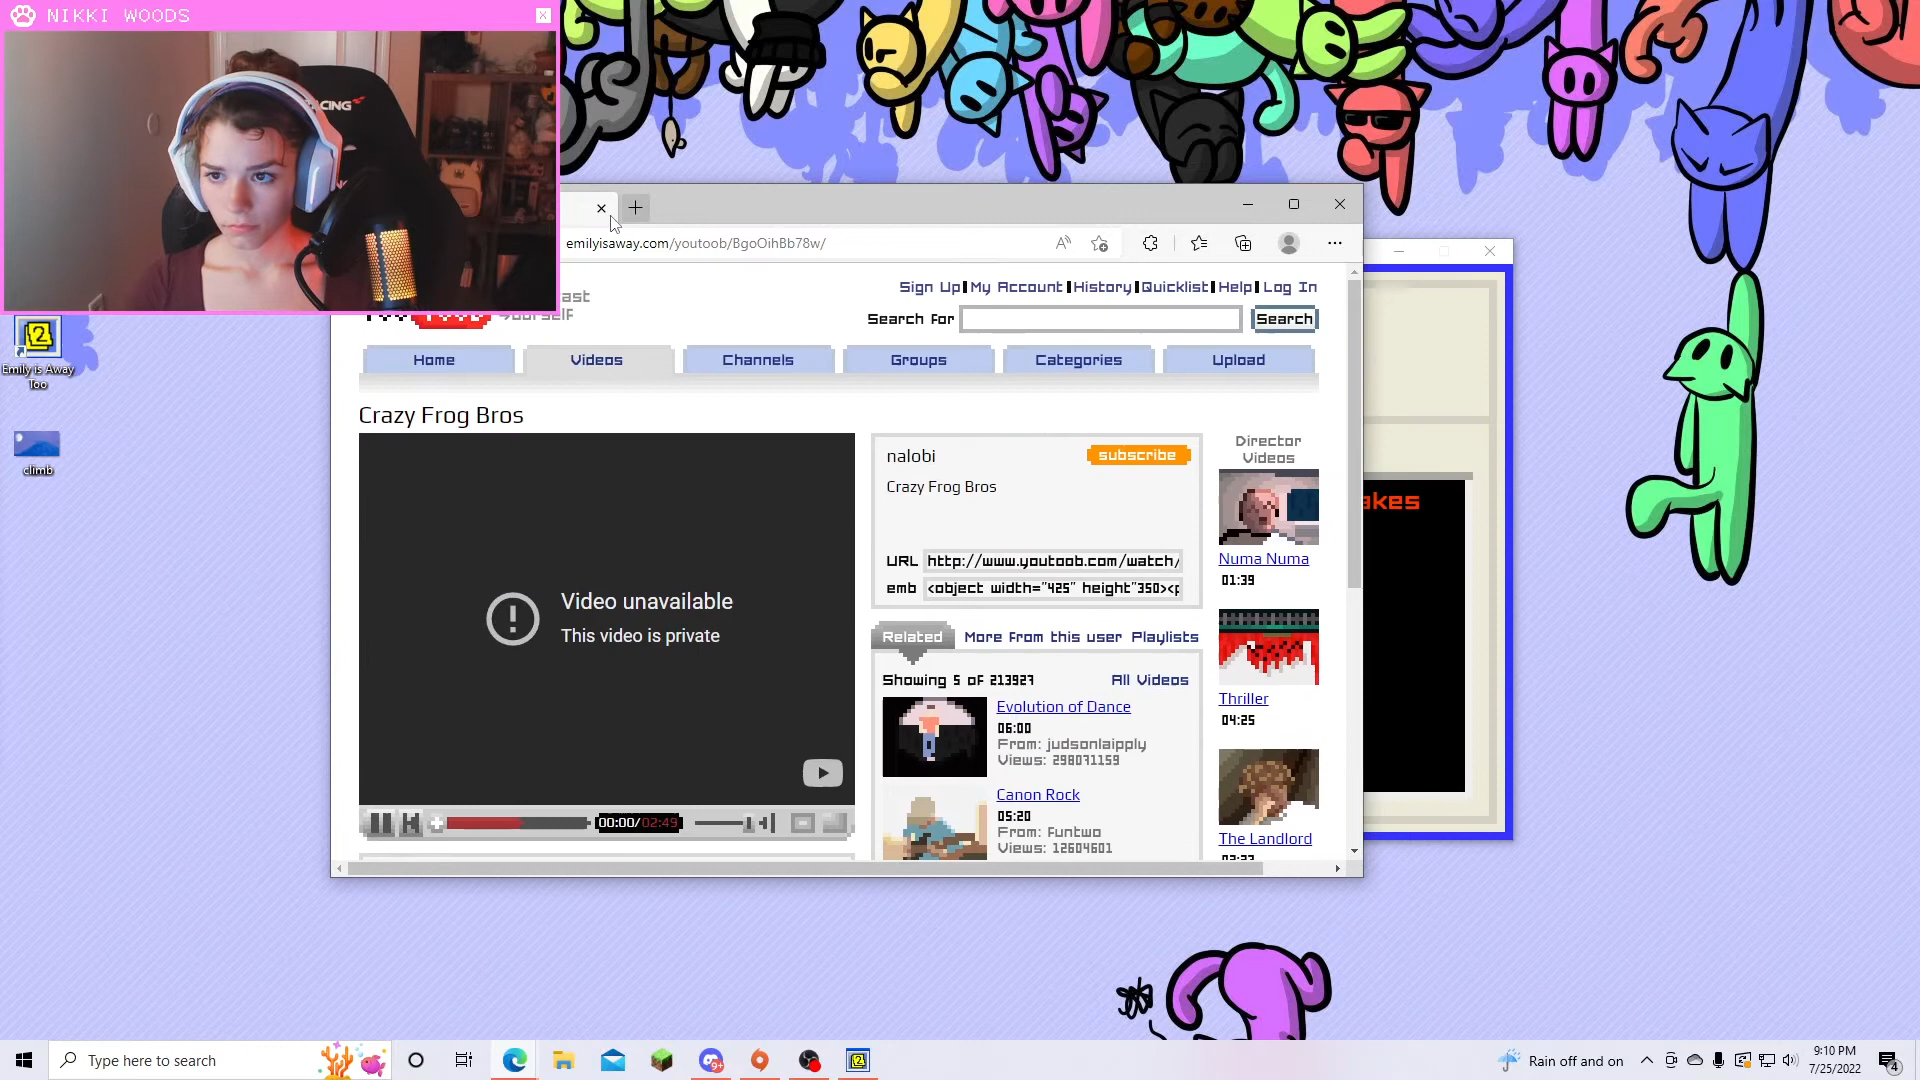 NIKKI WOODS
RACING
emilyisaway.com/youtoob/BgoOihBb78w/
Sign Up My Account History Quicklist Help Log In
Search for
Search
Home Videos Channels Groups Categories Upload
Crazy Frog Bros
Video unavailable
This video is private
00:00/02:49
nalobi
subscribe
Crazy Frog Bros
URL http://www.youtoob.com/watch/
emb <object width="425" height"350><p
Related More from this user Playlists
Showing 5 of 213927 All Videos
Evolution of Dance
06:00
From: judsonlaipply
Views: 298071159
Canon Rock
05:20
From: funtwo
Views: 12604601
Director
Videos
Numa Numa
01:39
Thriller
04:25
The Landlord
akes
Emily is Away
Too
climb
Type here to search
9+
Rain off and on
9:10 PM
7/25/2022
4